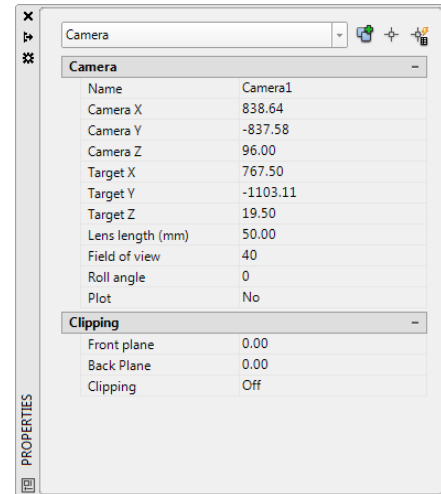 Camera
Camera
Name Camera1
Camera X 838.64
Camera Y -837.58
Camera Z 96.00
Target X 767.50
Target Y -1103.11
Target Z 19.50
Lens length (mm) 50.00
Field of view 40
Roll angle 0
Plot No
Clipping
Front plane 0.00
Back Plane 0.00
Clipping Off
PROPERTIES